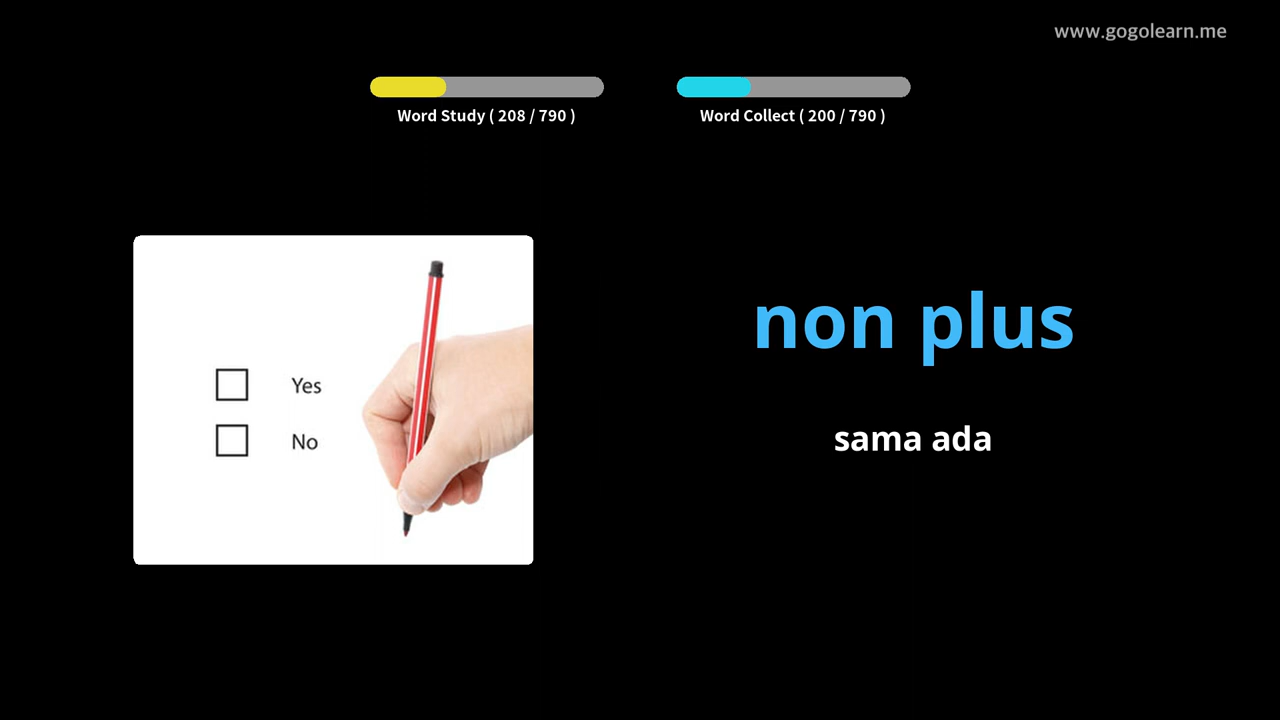 www.gogolearn.me
Word Study ( 208 / 790 )
Word Collect ( 200 / 790 )
Yes
No
non plus
sama ada